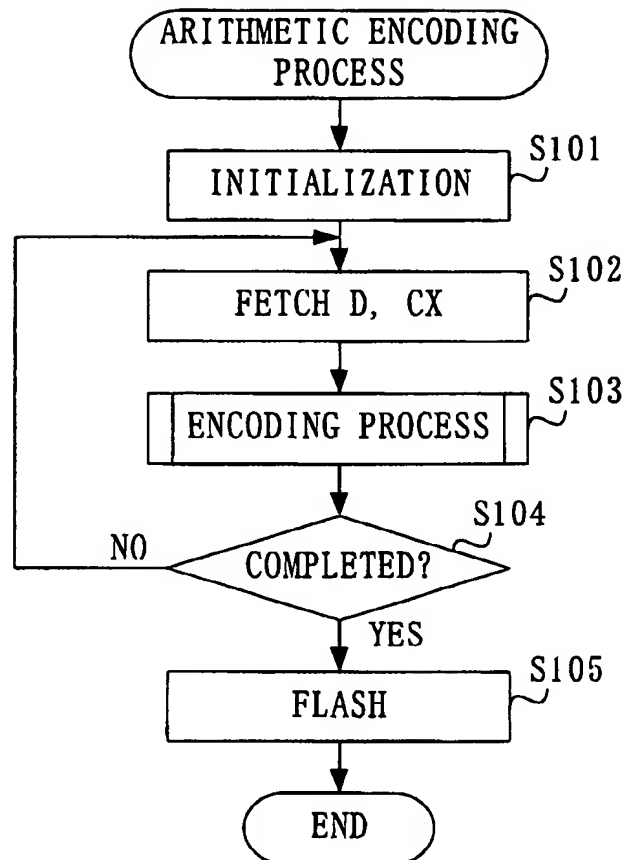 ARITHMETIC ENCODING
PROCESS
S101
INITIALIZATION
S102
FETCH D, CX
S103
ENCODING PROCESS
S104
NO
COMPLETED?
YES
S105
FLASH
END